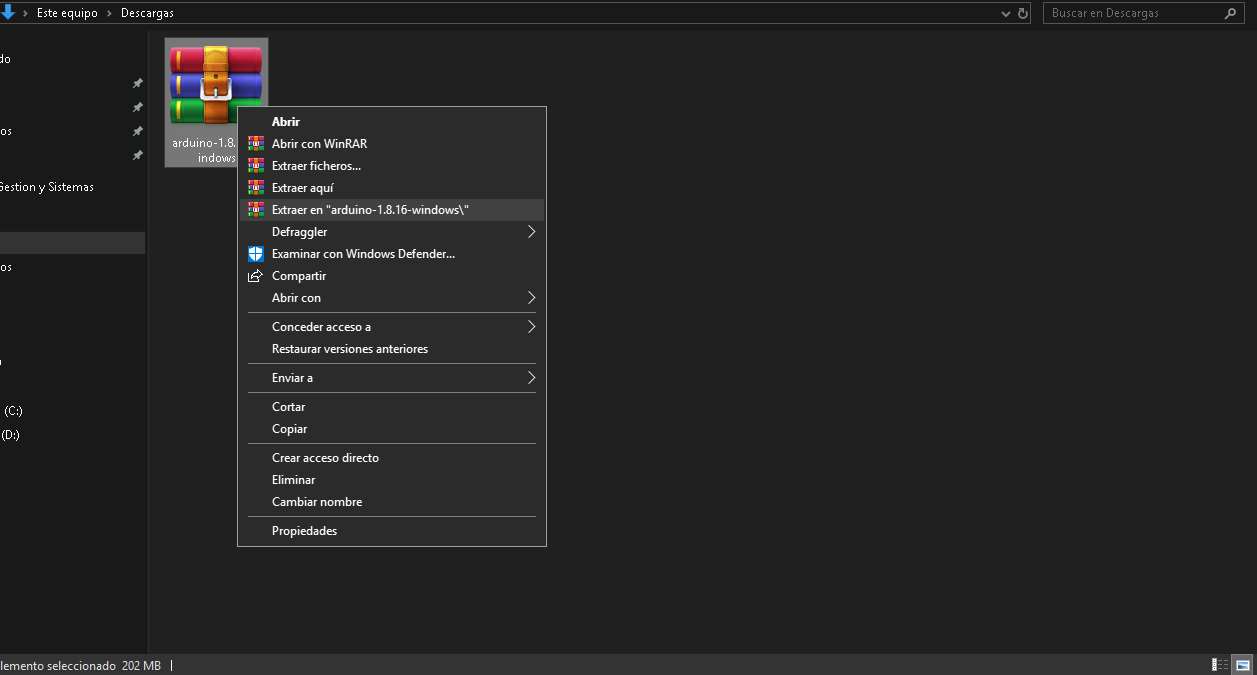 Este equipo > Descargas
Buscar en Descargas
do
os
Gestion y Sistemas
os
(C:)
(D:)
arduino-1.8.
indows
Abrir
Abrir con WinRAR
Extraer ficheros...
Extraer aquí
Extraer en "arduino-1.8.16-windows\"
Defraggler
Examinar con Windows Defender...
Compartir
Abrir con
Conceder acceso a
Restaurar versiones anteriores
Enviar a
Cortar
Copiar
Crear acceso directo
Eliminar
Cambiar nombre
Propiedades
lemento seleccionado 202 MB